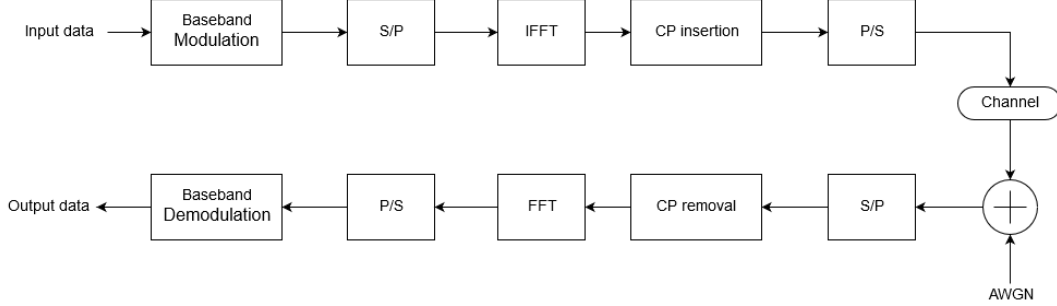 Input data
Baseband
Modulation
S/P
IFFT
CP insertion
P/S
Channel
Output data
Baseband
Demodulation
P/S
FFT
CP removal
S/P
AWGN